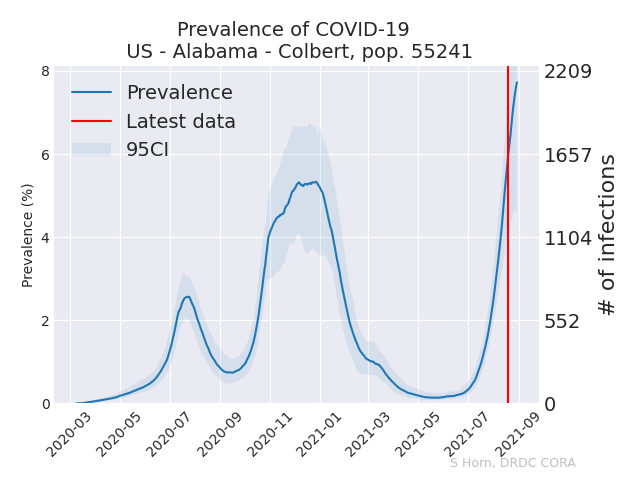 Prevalence of COVID-19
US - Alabama - Colbert, pop. 55241
Prevalence
Latest data
95CI
Prevalence (%)
8
6
4
2
0
2209
1657
1104
552
0
# of infections
2020-03
2020-05
2020-07
2020-09
2020-11
2021-01
2021-03
2021-05
2021-07
2021-09
S Horn, DRDC CORA